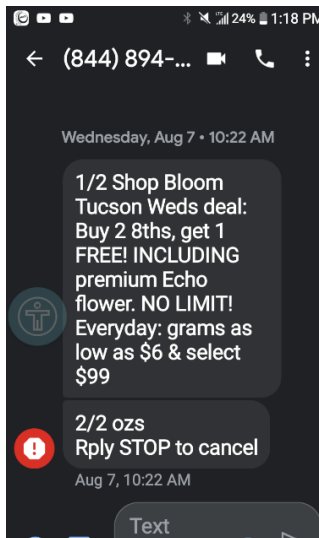 24% 1:18 PM
(844) 894-...
Wednesday, Aug 7 • 10:22 AM
1/2 Shop Bloom
Tucson Weds deal:
Buy 2 8ths, get 1
FREE! INCLUDING
premium Echo
flower. NO LIMIT!
Everyday: grams as
low as $6 & select
$99
2/2 ozs
Rply STOP to cancel
Aug 7, 10:22 AM
Text